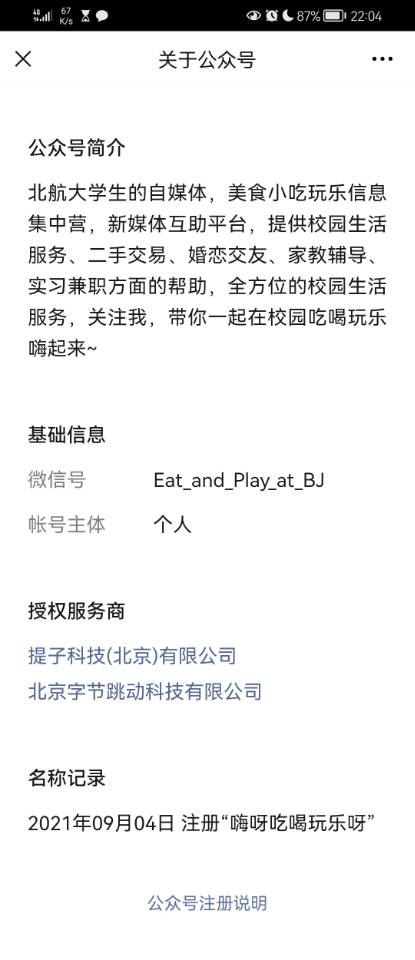 4G 67 K/s 87% 22:04
关于公众号
公众号简介
北航大学生的自媒体，美食小吃玩乐信息
集中营，新媒体互助平台，提供校园生活
服务、二手交易、婚恋交友、家教辅导、
实习兼职方面的帮助，全方位的校园生活
服务，关注我，带你一起在校园吃喝玩乐
嗨起来~
基础信息
微信号 Eat_and_Play_at_BJ
帐号主体 个人
授权服务商
提子科技(北京)有限公司
北京字节跳动科技有限公司
名称记录
2021年09月04日 注册“嗨呀吃喝玩乐呀”
公众号注册说明